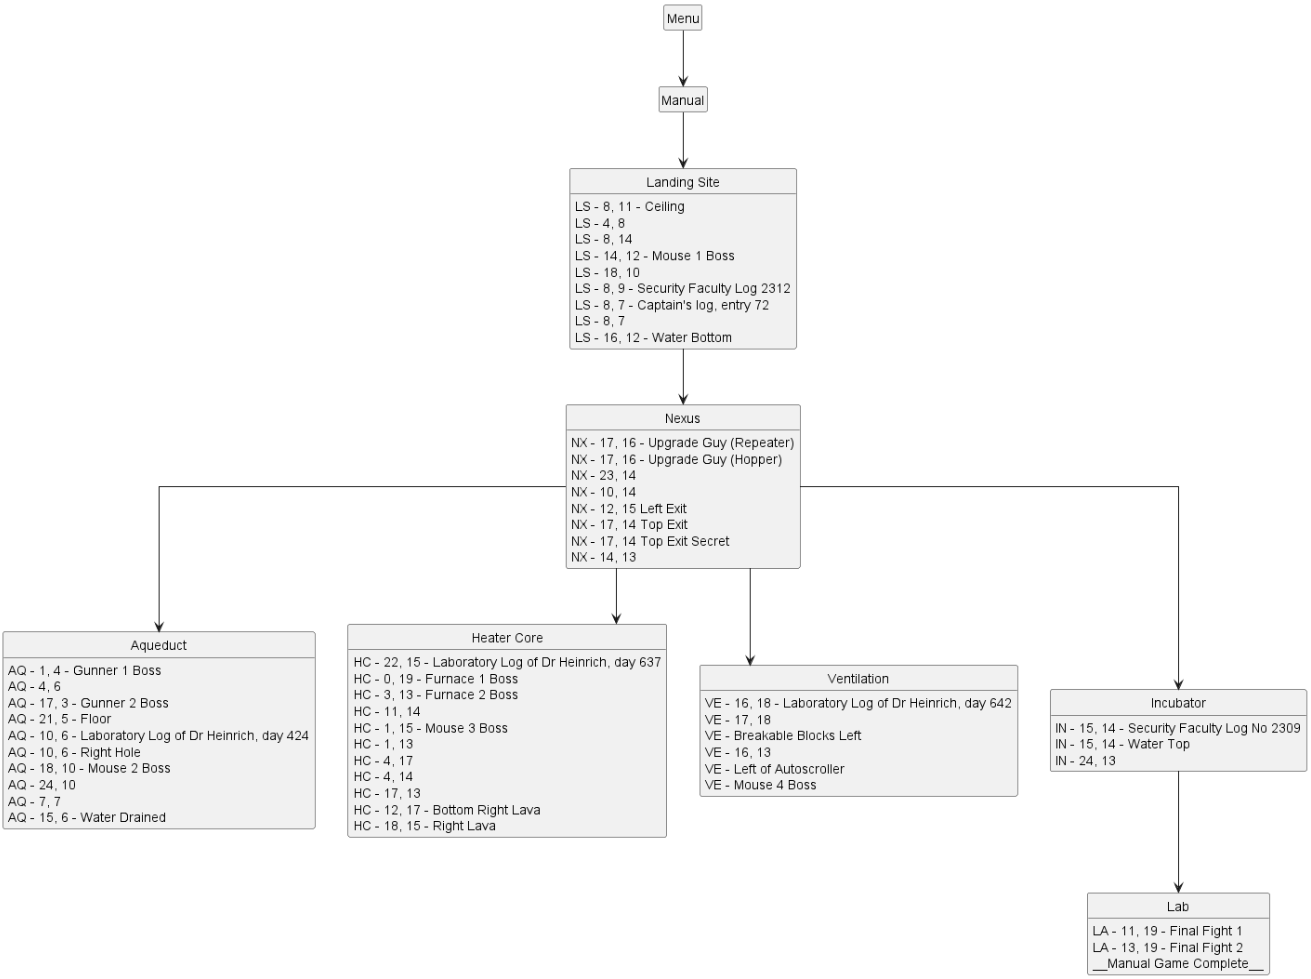 Menu
Manual
Landing Site
LS - 8, 11 - Ceiling
LS - 4, 8
LS - 8, 14
LS - 14, 12 - Mouse 1 Boss
LS - 18, 10
LS - 8, 9 - Security Faculty Log 2312
LS - 8, 7 - Captain's log, entry 72
LS - 8, 7
LS - 16, 12 - Water Bottom
Nexus
NX - 17, 16 - Upgrade Guy (Repeater)
NX - 17, 16 - Upgrade Guy (Hopper)
NX - 23, 14
NX - 10, 14
NX - 12, 15 Left Exit
NX - 17, 14 Top Exit
NX - 17, 14 Top Exit Secret
NX - 14, 13
Aqueduct
AQ - 1, 4 - Gunner 1 Boss
AQ - 4, 6
AQ - 17, 3 - Gunner 2 Boss
AQ - 21, 5 - Floor
AQ - 10, 6 - Laboratory Log of Dr Heinrich, day 424
AQ - 10, 6 - Right Hole
AQ - 18, 10 - Mouse 2 Boss
AQ - 24, 10
AQ - 7, 7
AQ - 15, 6 - Water Drained
Heater Core
HC - 22, 15 - Laboratory Log of Dr Heinrich, day 637
HC - 0, 19 - Furnace 1 Boss
HC - 3, 13 - Furnace 2 Boss
HC - 11, 14
HC - 1, 15 - Mouse 3 Boss
HC - 1, 13
HC - 4, 17
HC - 4, 14
HC - 17, 13
HC - 12, 17 - Bottom Right Lava
HC - 18, 15 - Right Lava
Ventilation
VE - 16, 18 - Laboratory Log of Dr Heinrich, day 642
VE - 17, 18
VE - Breakable Blocks Left
VE - 16, 13
VE - Left of Autoscroller
VE - Mouse 4 Boss
Incubator
IN - 15, 14 - Security Faculty Log No 2309
IN - 15, 14 - Water Top
IN - 24, 13
Lab
LA - 11, 19 - Final Fight 1
LA - 13, 19 - Final Fight 2
__Manual Game Complete__